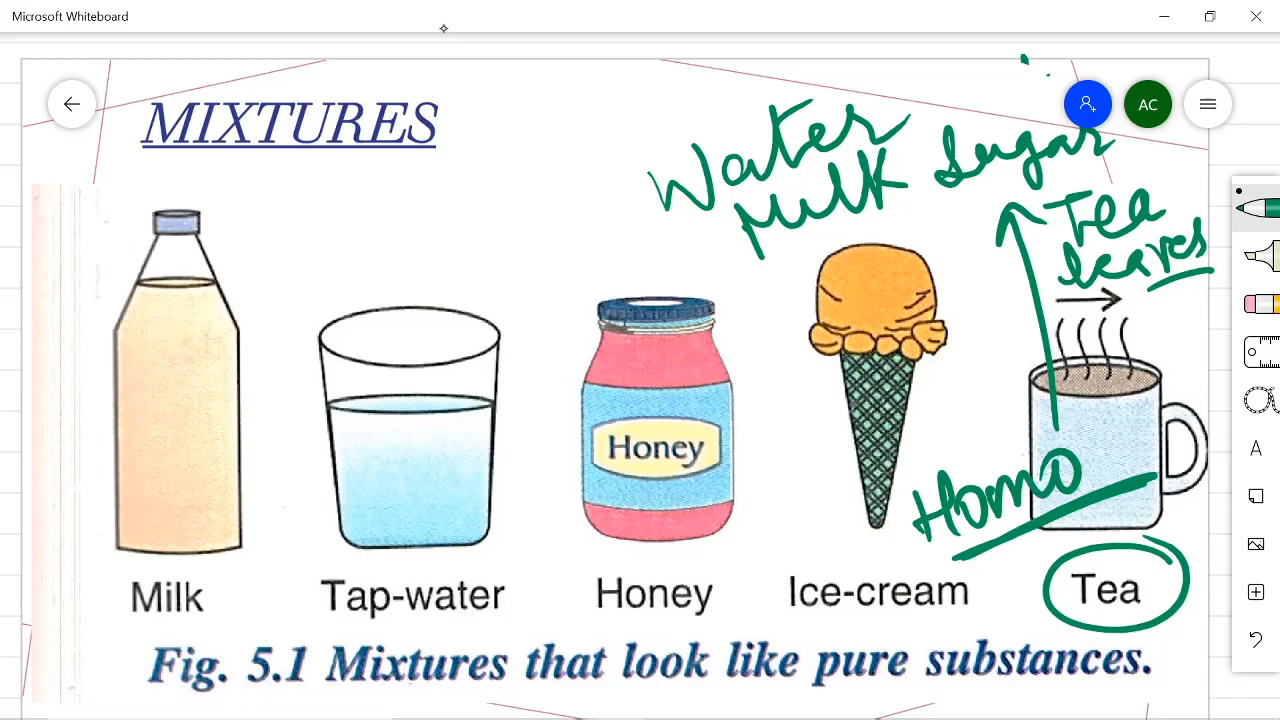 Microsoft Whiteboard
AC
MIXTURES
Water Sugar
Milk Tea
leaves
Honey
Homo
Milk Tap-water Honey Ice-cream Tea
Fig. 5.1 Mixtures that look like pure substances.
A